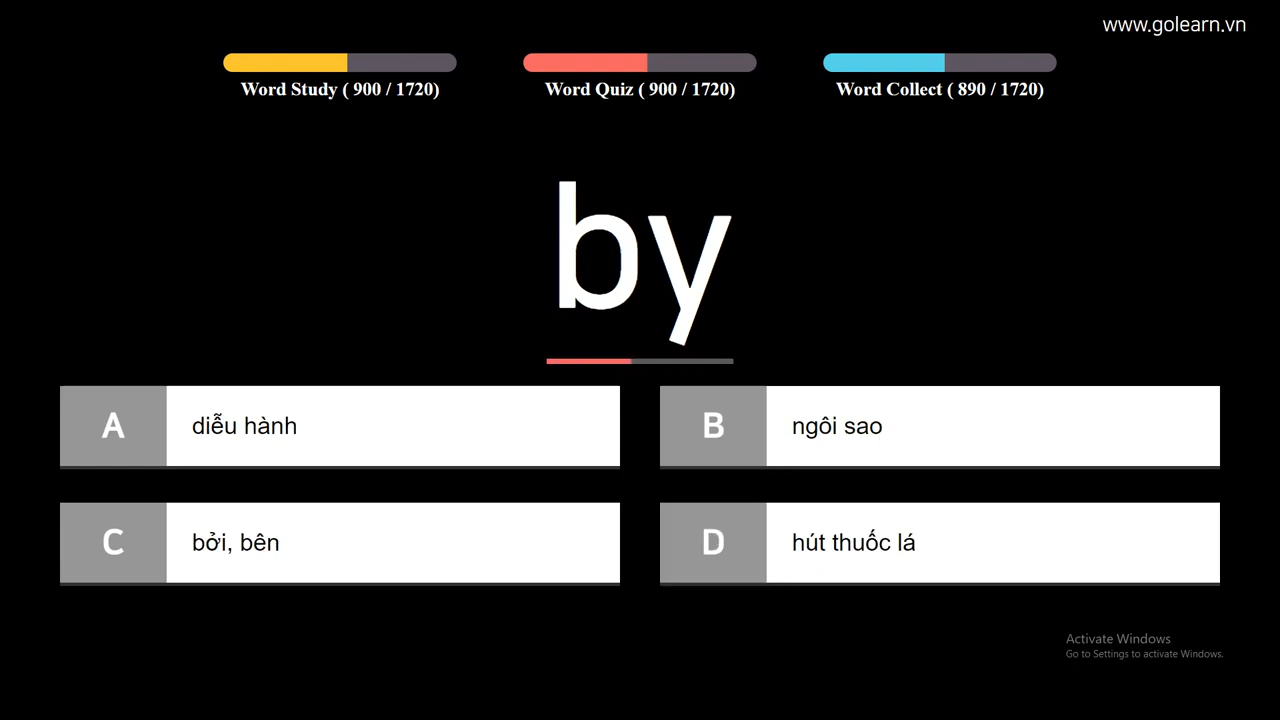 www.golearn.vn
Word Study ( 900 / 1720)
Word Quiz ( 900 / 1720)
Word Collect ( 890 / 1720)
by
A
diễu hành
B
ngôi sao
C
bởi, bên
D
hút thuốc lá
Activate Windows
Go to Settings to activate Windows.